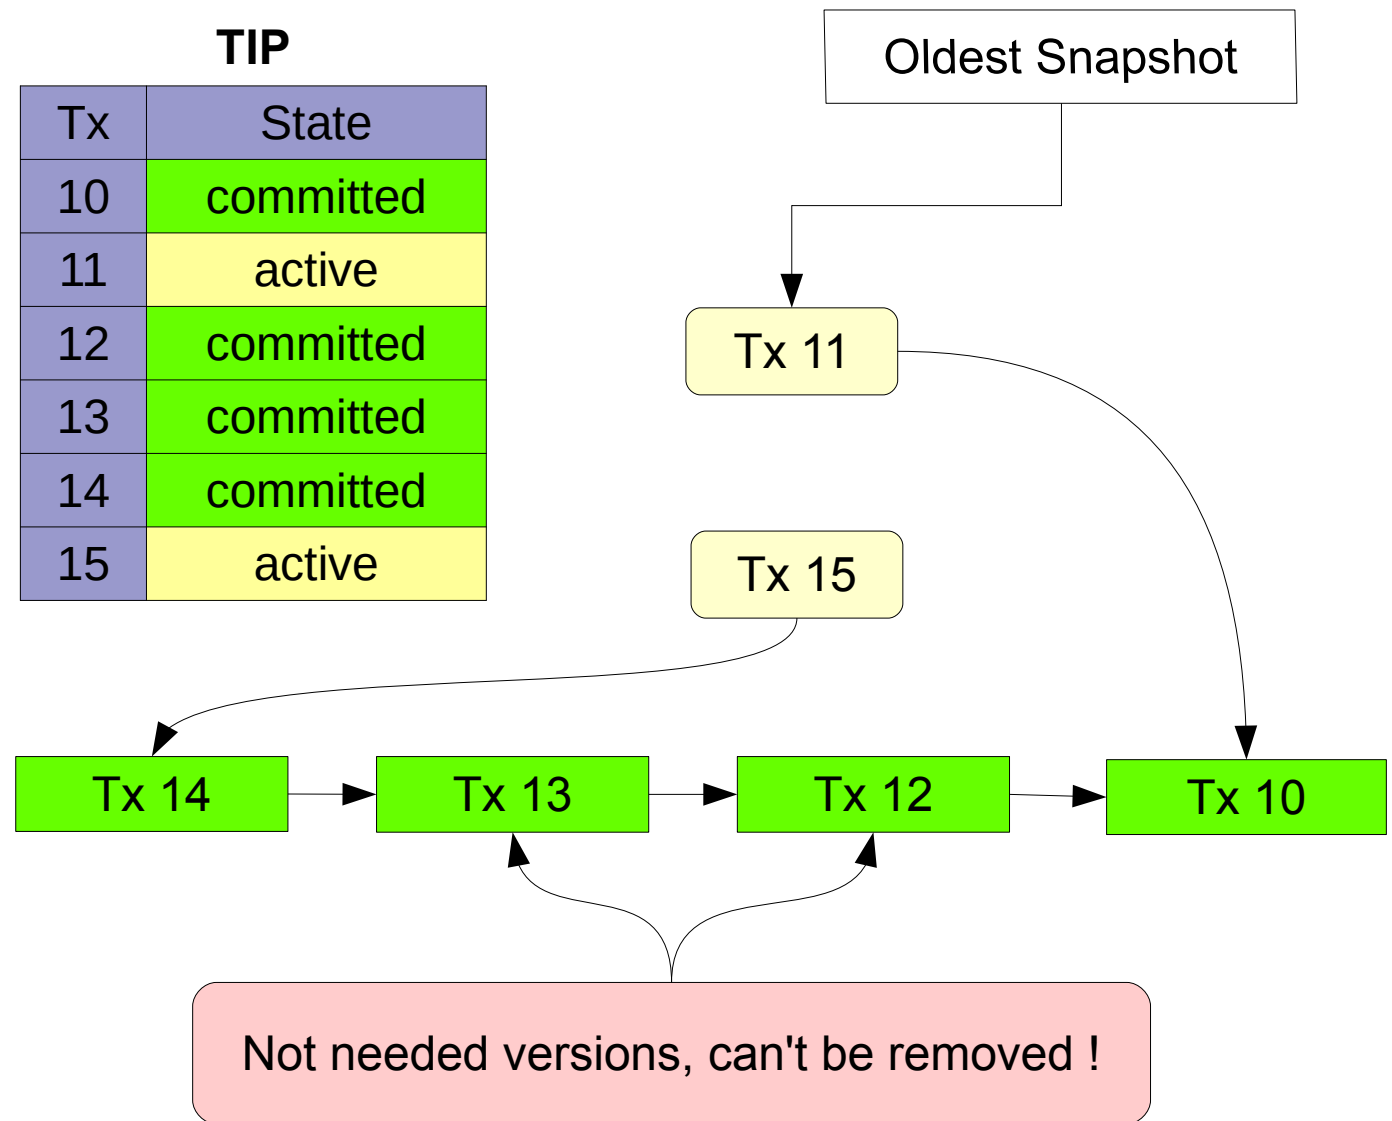 TIP
Oldest Snapshot
Tx State
10 committed
11 active
12 committed
13 committed
14 committed
15 active
Tx 11
Tx 15
Tx 14
Tx 13
Tx 12
Tx 10
Not needed versions, can't be removed !